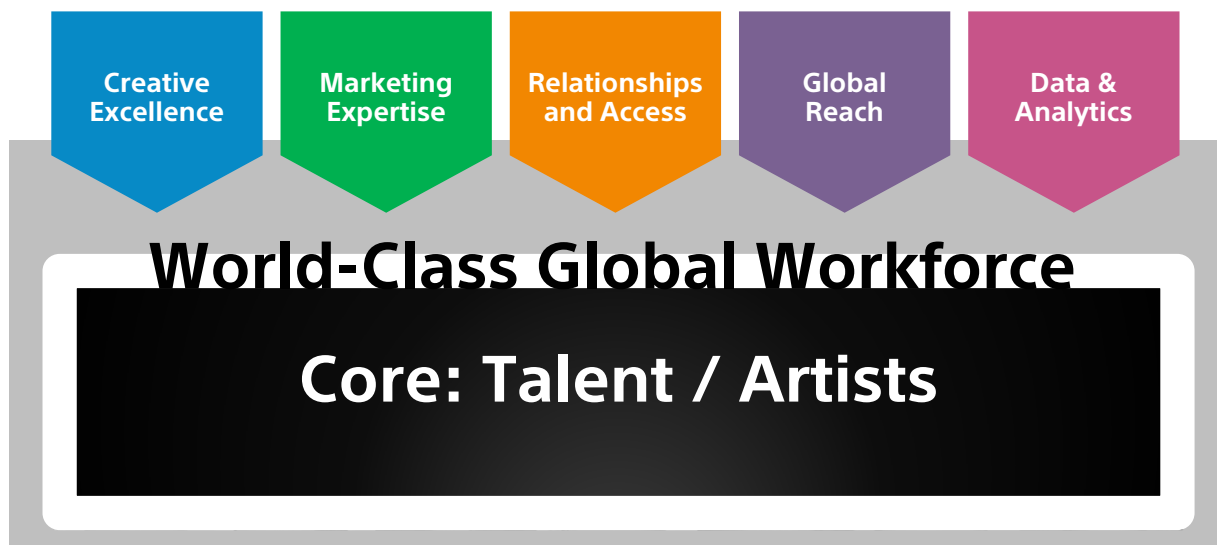 Creative
Excellence
Marketing
Expertise
Relationships
and Access
Global
Reach
Data &
Analytics
World-Class Global Workforce
Core: Talent / Artists